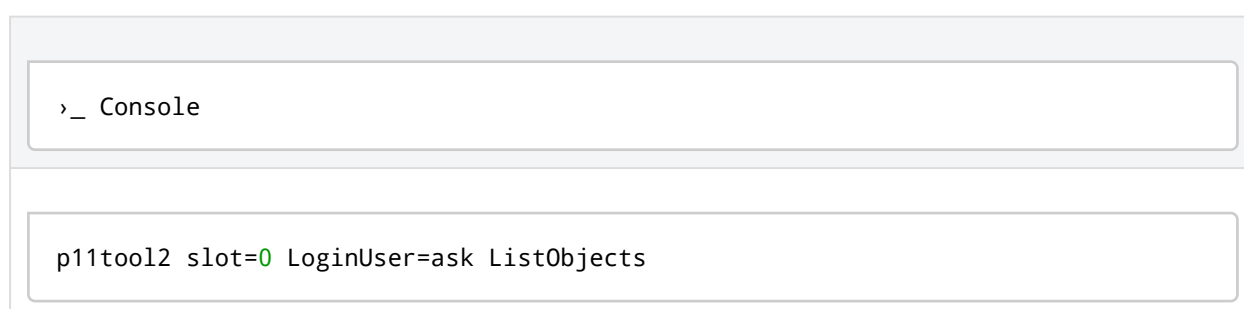 ›_ Console
p11tool2 slot=0 LoginUser=ask ListObjects